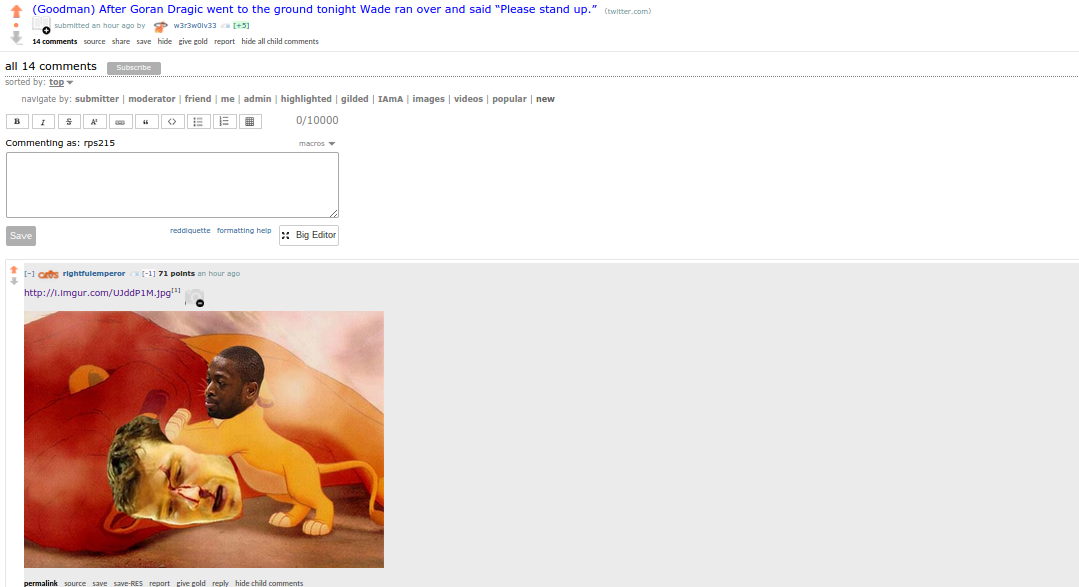 (Goodman) After Goran Dragic went to the ground tonight Wade ran over and said “Please stand up.” (twitter.com)
submitted an hour ago by w3r3w0lv33 [+5]
14 comments source share save hide give gold report hide all child comments
all 14 comments Subscribe
sorted by: top
navigate by: submitter | moderator | friend | me | admin | highlighted | gilded | IAmA | images | videos | popular | new
B I S A 0/10000
Commenting as: rps215 macros
Save reddiquette formatting help Big Editor
[-] rightfulemperor [-1] 71 points an hour ago
http://i.imgur.com/UJddP1M.jpg[1]
permalink source save save-RES report give gold reply hide child comments